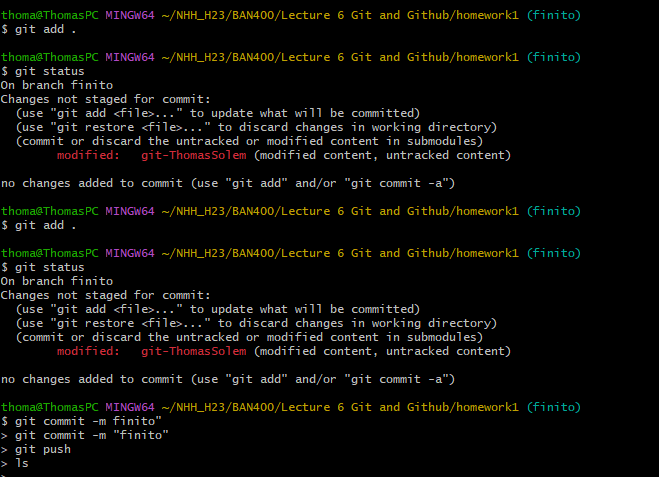 thoma@ThomasPC MINGW64 ~/NHH_H23/BAN400/Lecture 6 Git and Github/homework1 (finito)
$ git add .
thoma@ThomasPC MINGW64 ~/NHH_H23/BAN400/Lecture 6 Git and Github/homework1 (finito)
$ git status
On branch finito
Changes not staged for commit:
  (use "git add <file>..." to update what will be committed)
  (use "git restore <file>..." to discard changes in working directory)
  (commit or discard the untracked or modified content in submodules)
        modified:   git-ThomasSolem (modified content, untracked content)
no changes added to commit (use "git add" and/or "git commit -a")
thoma@ThomasPC MINGW64 ~/NHH_H23/BAN400/Lecture 6 Git and Github/homework1 (finito)
$ git add .
thoma@ThomasPC MINGW64 ~/NHH_H23/BAN400/Lecture 6 Git and Github/homework1 (finito)
$ git status
On branch finito
Changes not staged for commit:
  (use "git add <file>..." to update what will be committed)
  (use "git restore <file>..." to discard changes in working directory)
  (commit or discard the untracked or modified content in submodules)
        modified:   git-ThomasSolem (modified content, untracked content)
no changes added to commit (use "git add" and/or "git commit -a")
thoma@ThomasPC MINGW64 ~/NHH_H23/BAN400/Lecture 6 Git and Github/homework1 (finito)
$ git commit -m finito"
> git commit -m "finito"
> git push
> ls
>